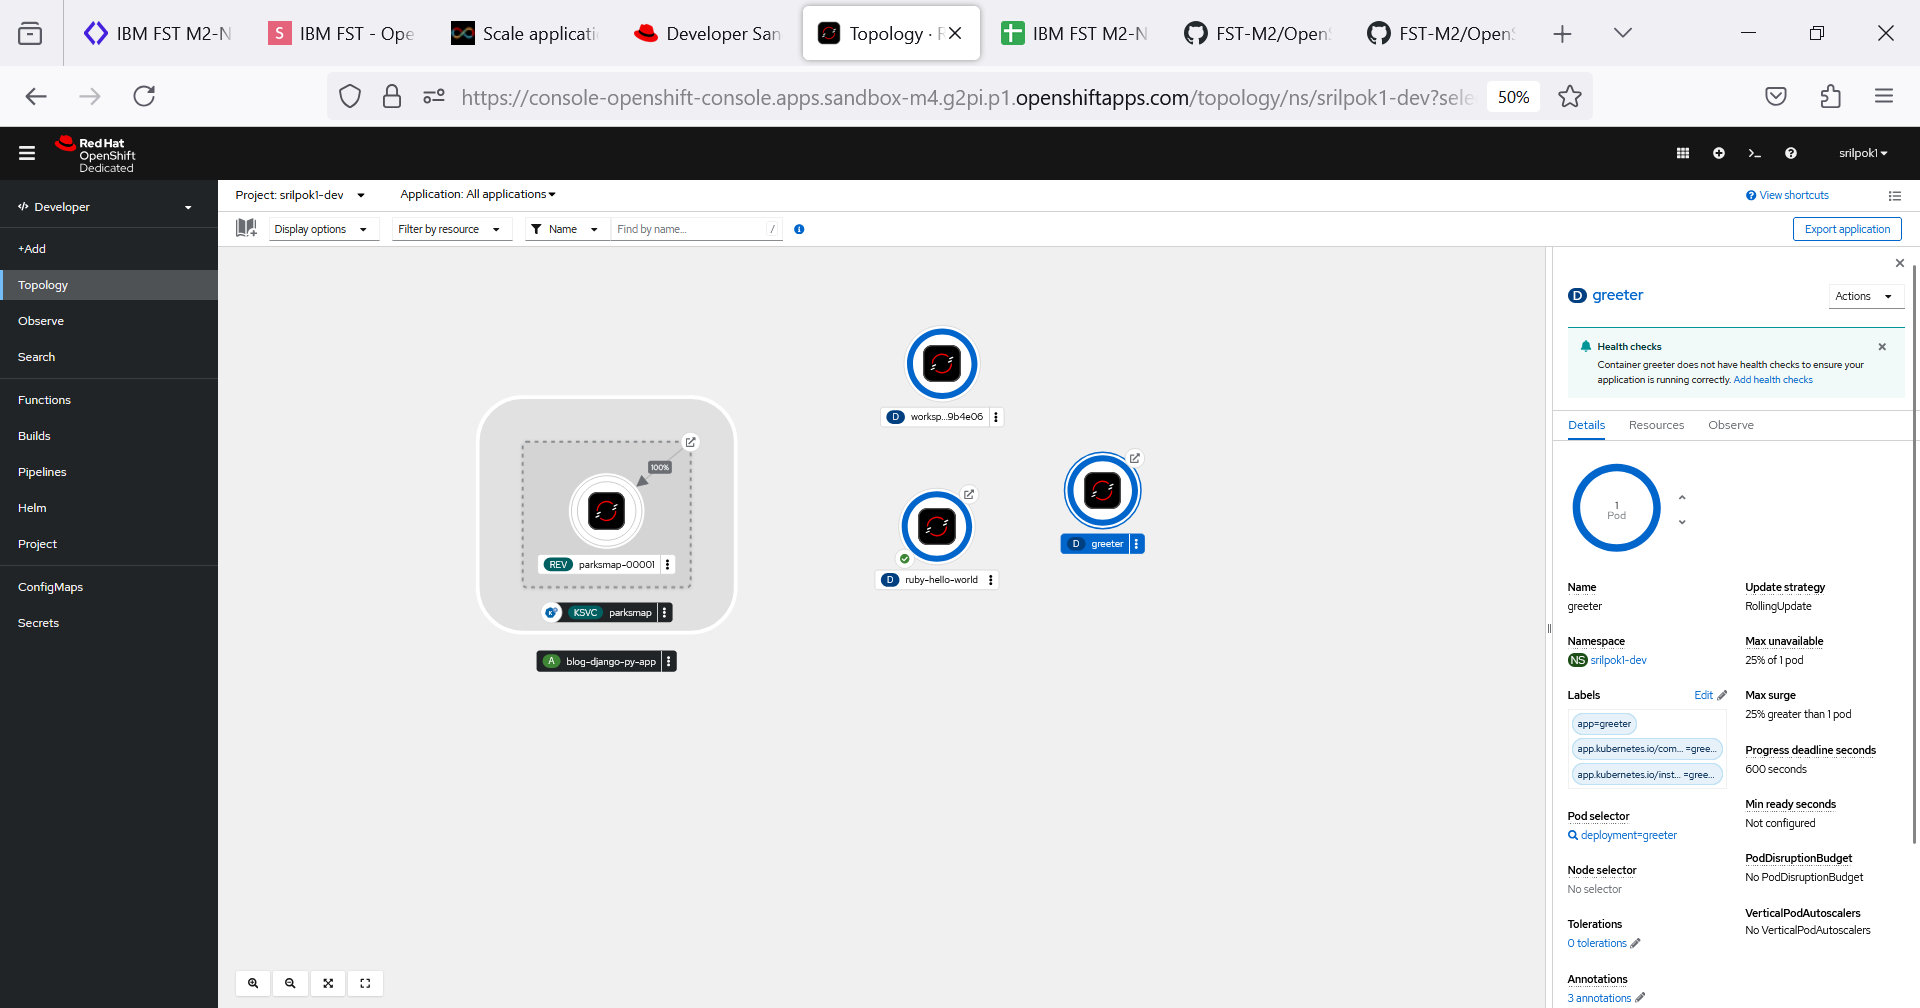 IBM FST M2-N
S IBM FST - Ope
Scale applicati
Developer San
Topology · R
IBM FST M2-N
FST-M2/OpenS
FST-M2/OpenS
https://console-openshift-console.apps.sandbox-m4.g2pi.p1.openshiftapps.com/topology/ns/srilpok1-dev?sele
50%
Red Hat
OpenShift
Dedicated
srilpok1
Developer
+Add
Topology
Observe
Search
Functions
Builds
Pipelines
Helm
Project
ConfigMaps
Secrets
Project: srilpok1-dev
Application: All applications
View shortcuts
Display options
Filter by resource
Name
Find by name...
/
Export application
100%
REV parksmap-00001
KSVC parksmap
A blog-django-py-app
D worksp...9b4e06
D ruby-hello-world
D greeter
D greeter
Actions
Health checks
Container greeter does not have health checks to ensure your
application is running correctly. Add health checks
Details
Resources
Observe
1
Pod
Name
greeter
Namespace
NS srilpok1-dev
Labels
Edit
app=greeter
app.kubernetes.io/com... =gree...
app.kubernetes.io/inst... =gree...
Pod selector
deployment=greeter
Node selector
No selector
Tolerations
0 tolerations
Annotations
3 annotations
Update strategy
RollingUpdate
Max unavailable
25% of 1 pod
Max surge
25% greater than 1 pod
Progress deadline seconds
600 seconds
Min ready seconds
Not configured
PodDisruptionBudget
No PodDisruptionBudget
VerticalPodAutoscalers
No VerticalPodAutoscalers